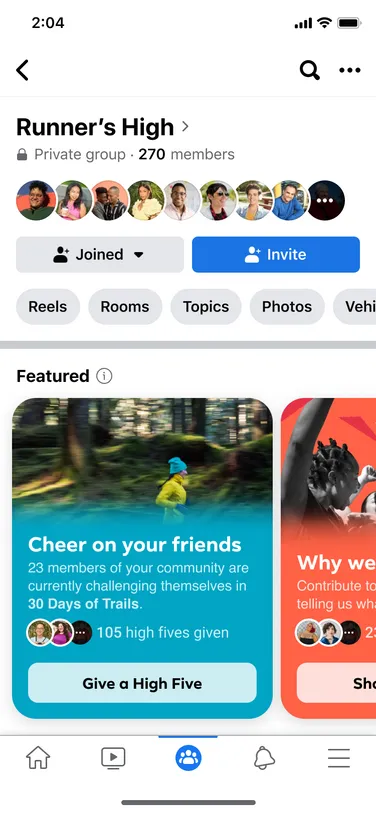 2:04
Runner's High
Private group · 270 members
Joined
Invite
Reels
Rooms
Topics
Photos
Vehi
Featured
Cheer on your friends
23 members of your community are
currently challenging themselves in
30 Days of Trails.
105 high fives given
Give a High Five
Why we
Contribute to
telling us wha
23
Sha